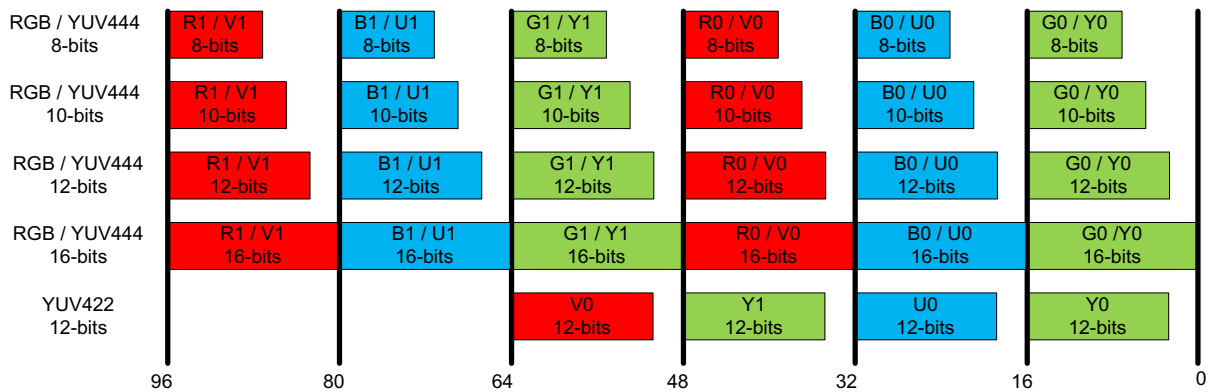 RGB / YUV444
8-bits
R1 / V1
8-bits
B1 / U1
8-bits
G1 / Y1
8-bits
R0 / V0
8-bits
B0 / U0
8-bits
G0 / Y0
8-bits
RGB / YUV444
10-bits
R1 / V1
10-bits
B1 / U1
10-bits
G1 / Y1
10-bits
R0 / V0
10-bits
B0 / U0
10-bits
G0 / Y0
10-bits
RGB / YUV444
12-bits
R1 / V1
12-bits
B1 / U1
12-bits
G1 / Y1
12-bits
R0 / V0
12-bits
B0 / U0
12-bits
G0 / Y0
12-bits
RGB / YUV444
16-bits
R1 / V1
16-bits
B1 / U1
16-bits
G1 / Y1
16-bits
R0 / V0
16-bits
B0 / U0
16-bits
G0 /Y0
16-bits
YUV422
12-bits
V0
12-bits
Y1
12-bits
U0
12-bits
Y0
12-bits
96 80 64 48 32 16 0